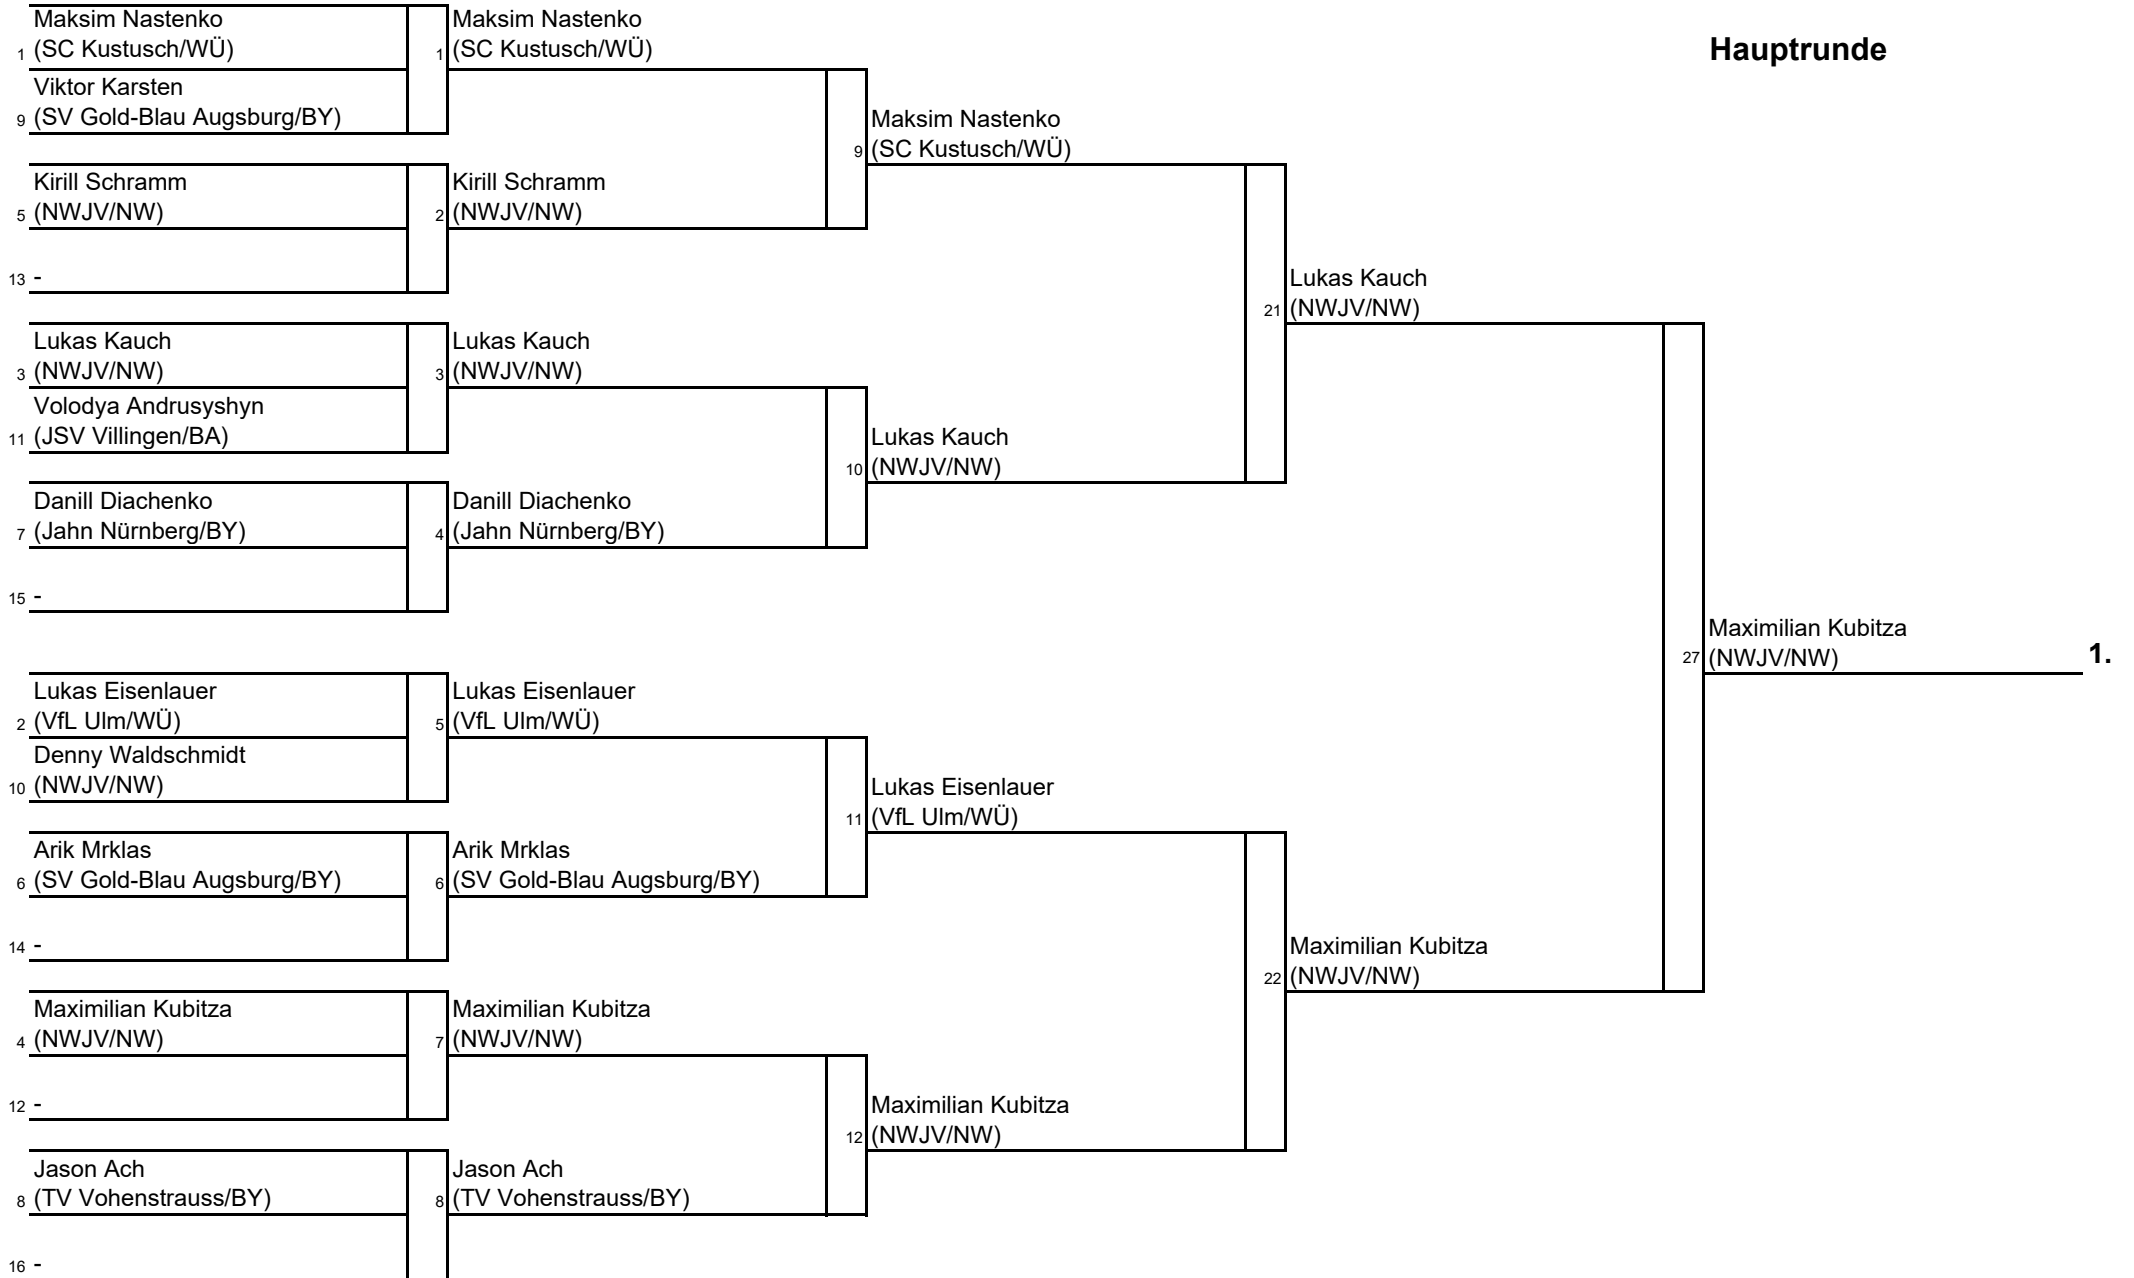 Hauptrunde
Maksim Nastenko
1 (SC Kustusch/WÜ)
Viktor Karsten
9 (SV Gold-Blau Augsburg/BY)
Kirill Schramm
5 (NWJV/NW)
13 -
Lukas Kauch
3 (NWJV/NW)
Volodya Andrusyshyn
11 (JSV Villingen/BA)
Danill Diachenko
7 (Jahn Nürnberg/BY)
15 -
Lukas Eisenlauer
2 (VfL Ulm/WÜ)
Denny Waldschmidt
10 (NWJV/NW)
Arik Mrklas
6 (SV Gold-Blau Augsburg/BY)
14 -
Maximilian Kubitza
4 (NWJV/NW)
12 -
Jason Ach
8 (TV Vohenstrauss/BY)
16 -
Maksim Nastenko
1 (SC Kustusch/WÜ)
Kirill Schramm
2 (NWJV/NW)
Lukas Kauch
3 (NWJV/NW)
Danill Diachenko
4 (Jahn Nürnberg/BY)
Lukas Eisenlauer
5 (VfL Ulm/WÜ)
Arik Mrklas
6 (SV Gold-Blau Augsburg/BY)
Maximilian Kubitza
7 (NWJV/NW)
Jason Ach
8 (TV Vohenstrauss/BY)
Maksim Nastenko
9 (SC Kustusch/WÜ)
Lukas Kauch
10 (NWJV/NW)
Lukas Eisenlauer
11 (VfL Ulm/WÜ)
Maximilian Kubitza
12 (NWJV/NW)
Lukas Kauch
21 (NWJV/NW)
Maximilian Kubitza
22 (NWJV/NW)
Maximilian Kubitza
27 (NWJV/NW) 1.